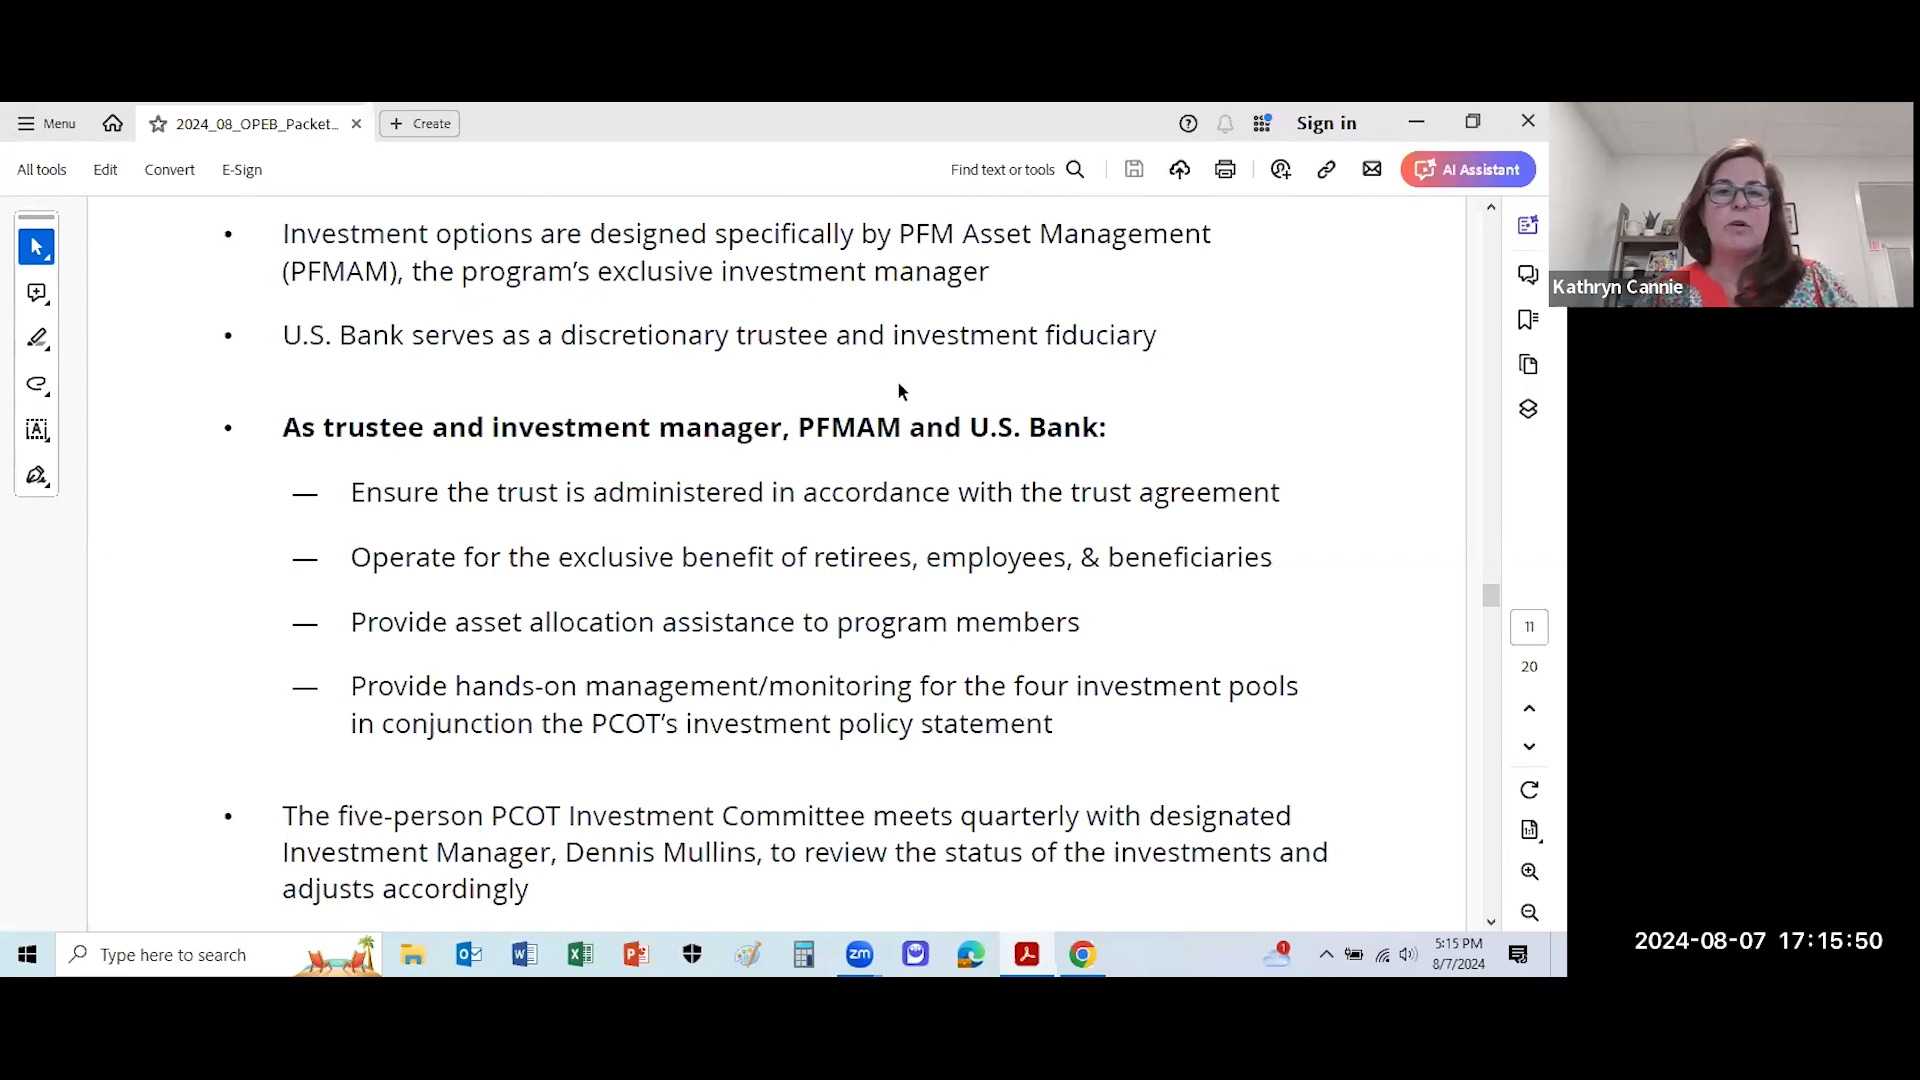 Menu
2024_08_OPEB_Packet...
Create
Sign in
All tools
Edit
Convert
E-Sign
Find text or tools
AI Assistant
• Investment options are designed specifically by PFM Asset Management
(PFMAM), the program’s exclusive investment manager
• U.S. Bank serves as a discretionary trustee and investment fiduciary
• As trustee and investment manager, PFMAM and U.S. Bank:
— Ensure the trust is administered in accordance with the trust agreement
— Operate for the exclusive benefit of retirees, employees, & beneficiaries
— Provide asset allocation assistance to program members
— Provide hands-on management/monitoring for the four investment pools
in conjunction the PCOT’s investment policy statement
• The five-person PCOT Investment Committee meets quarterly with designated
Investment Manager, Dennis Mullins, to review the status of the investments and
adjusts accordingly
11
20
Kathryn Cannie
Type here to search
zm
1
5:15 PM
8/7/2024
2024-08-07 17:15:50